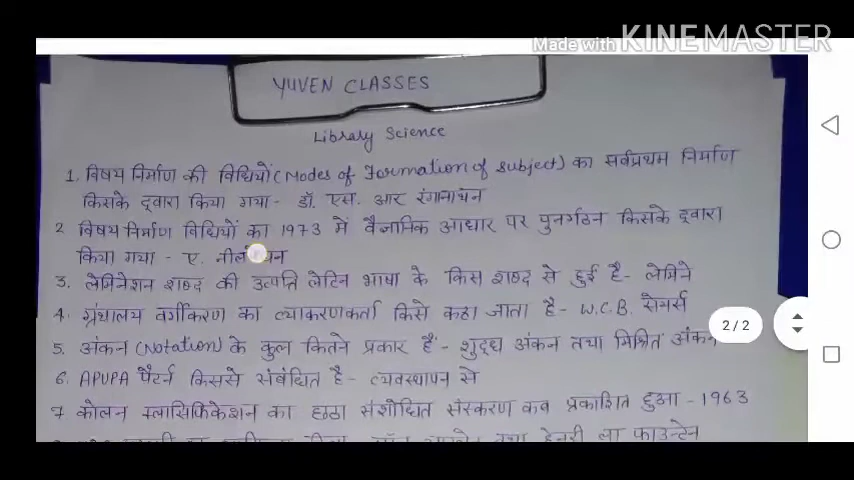 Made with KINEMASTER
YUVEN CLASSES
Library Science
1. विषय निर्माण की विधियों (Modes of Formation of subject) का सर्वप्रथम निर्माण
किसके द्वारा किया गया - डॉ. एस. आर रंगानाथन
2 विषय निर्माण विधियों का 1973 में वैज्ञानिक आधार पर पुनर्गठन किसके द्वारा
किया गया - ए.
3. लेमिनेशन शब्द की उत्पति लेटिन भाषा के किस शब्द से हुई है - लेमिने
4. ग्रंथालय वर्गीकरण का व्याकरणकर्ता किसे कहा जाता है - W.C.B. सेयर्स
2/2
5. अंकन (Notation) के कुल कितने प्रकार हैं - शुद्ध अंकन तथा मिश्रित अंकन
6. APUPA पैटर्न किससे संबंधित है - व्यवस्थापन से
7 कोलन क्लासिफिकेशन का छठा संशोधित संस्करण कब प्रकाशित हुआ - 1963
हेनरी ला फाउन्टेन